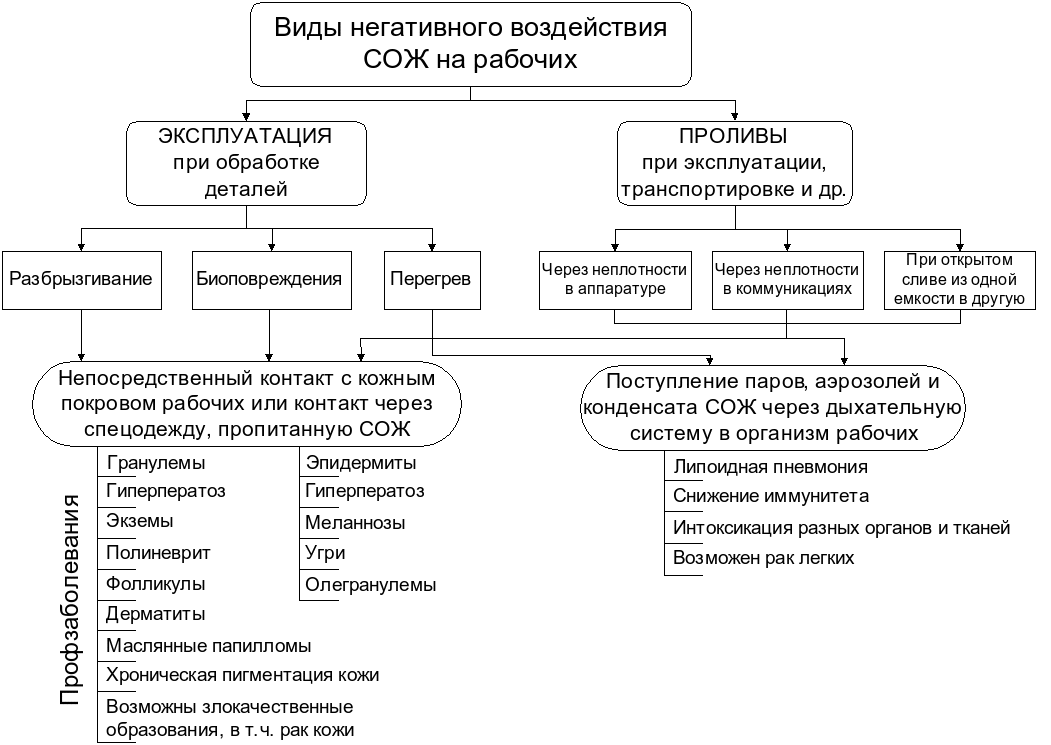 Виды негативного воздействия
СОЖ на рабочих
ЭКСПЛУАТАЦИЯ
при обработке
деталей
ПРОЛИВЫ
при эксплуатации,
транспортировке и др.
Разбрызгивание
Биоповреждения
Перегрев
Через неплотности
в аппаратуре
Через неплотности
в коммуникациях
При открытом
сливе из одной
емкости в другую
Непосредственный контакт с кожным
покровом рабочих или контакт через
спецодежду, пропитанную СОЖ
Поступление паров, аэрозолей и
конденсата СОЖ через дыхательную
систему в организм рабочих
Профзаболевания
Гранулемы
Гиперператоз
Экземы
Полиневрит
Фолликулы
Дерматиты
Маслянные папилломы
Хроническая пигментация кожи
Возможны злокачественные
образования, в т.ч. рак кожи
Эпидермиты
Гиперператоз
Меланнозы
Угри
Олегранулемы
Липоидная пневмония
Снижение иммунитета
Интоксикация разных органов и тканей
Возможен рак легких